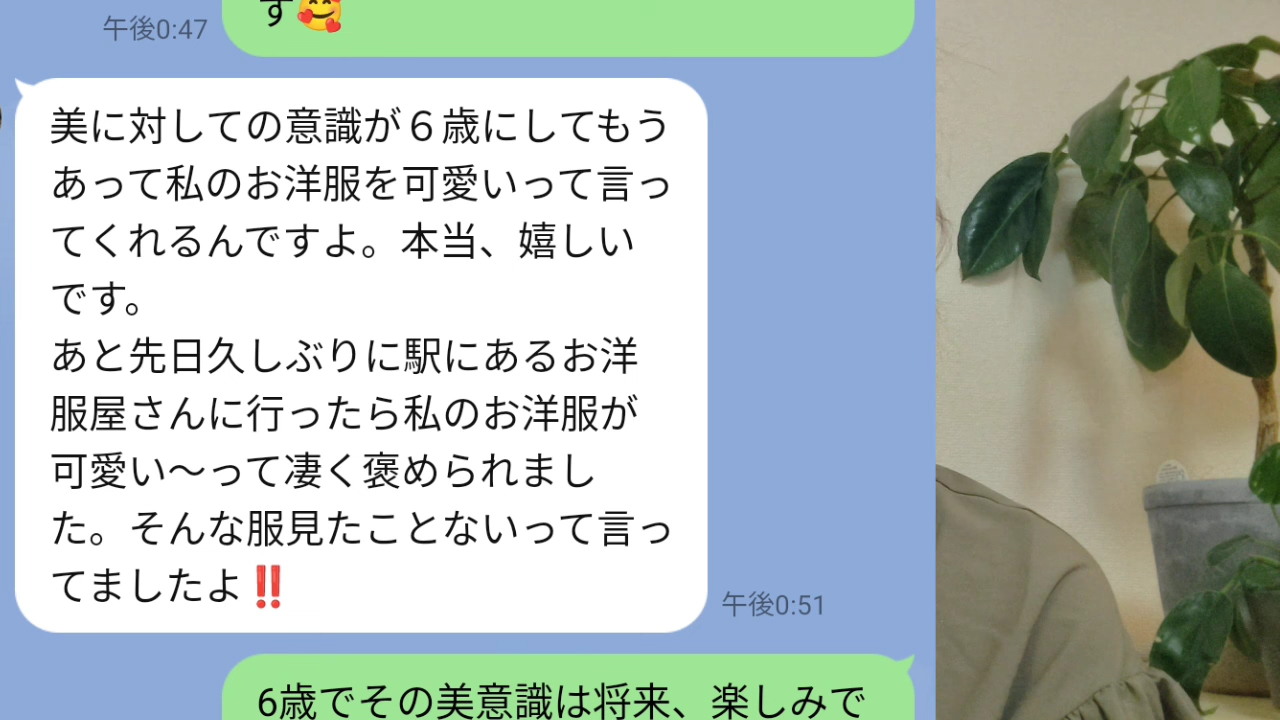 す🥰
午後0:47
美に対しての意識が６歳にしてもう
あって私のお洋服を可愛いって言っ
てくれるんですよ。本当、嬉しい
です。
あと先日久しぶりに駅にあるお洋
服屋さんに行ったら私のお洋服が
可愛い〜って凄く褒められまし
た。そんな服見たことないって言っ
てましたよ‼️
午後0:51
6歳でその美意識は将来、楽しみで